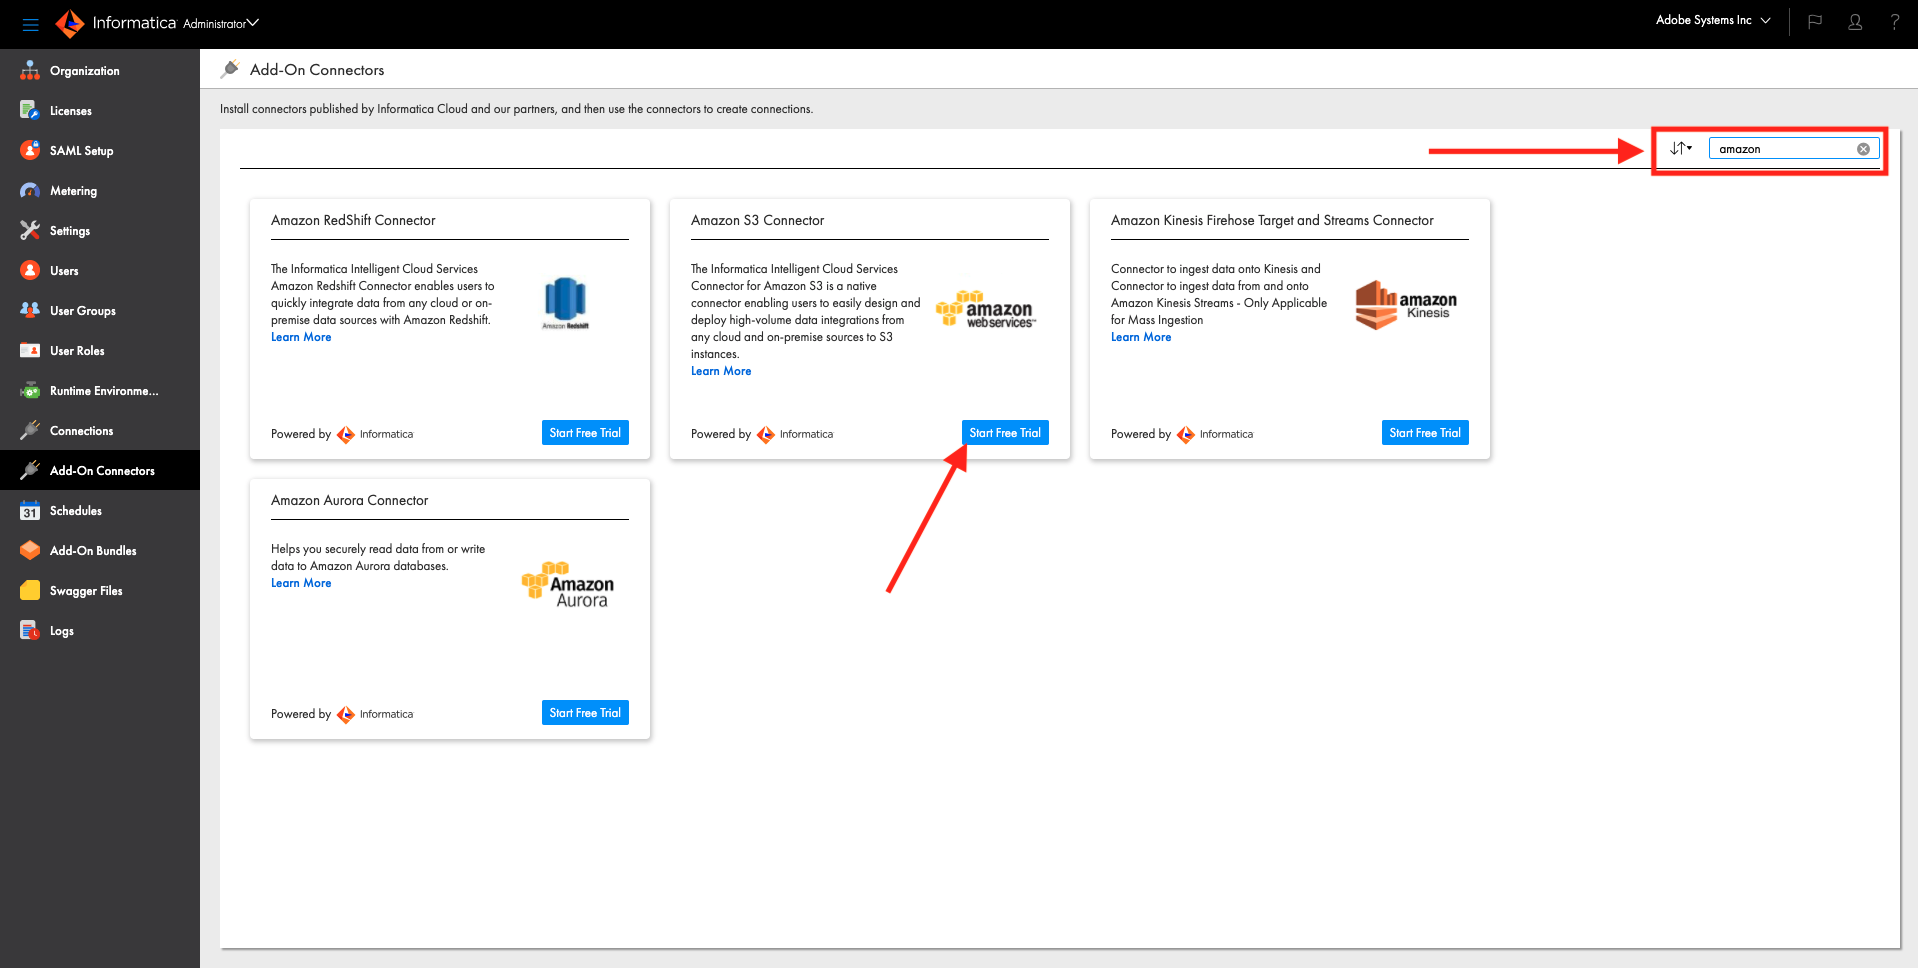 Informatica Administrator
Adobe Systems Inc
?
Organization
Licenses
SAML Setup
Metering
Settings
Users
User Groups
User Roles
Runtime Environme...
Connections
Add-On Connectors
31 Schedules
Add-On Bundles
Swagger Files
Logs
Add-On Connectors
Install connectors published by Informatica Cloud and our partners, and then use the connectors to create connections.
amazon
Amazon RedShift Connector
The Informatica Intelligent Cloud Services
Amazon Redshift Connector enables users to
quickly integrate data from any cloud or on-
premise data sources with Amazon Redshift.
Learn More
Amazon Redshift
Powered by Informatica
Start Free Trial
Amazon S3 Connector
The Informatica Intelligent Cloud Services
Connector for Amazon S3 is a native
connector enabling users to easily design and
deploy high-volume data integrations from
any cloud and on-premise sources to S3
instances.
Learn More
amazon
webservices™
Powered by Informatica
Start Free Trial
Amazon Kinesis Firehose Target and Streams Connector
Connector to ingest data onto Kinesis and
Connector to ingest data from and onto
Amazon Kinesis Streams - Only Applicable
for Mass Ingestion
Learn More
amazon
Kinesis
Powered by Informatica
Start Free Trial
Amazon Aurora Connector
Helps you securely read data from or write
data to Amazon Aurora databases.
Learn More
Amazon
Aurora
Powered by Informatica
Start Free Trial